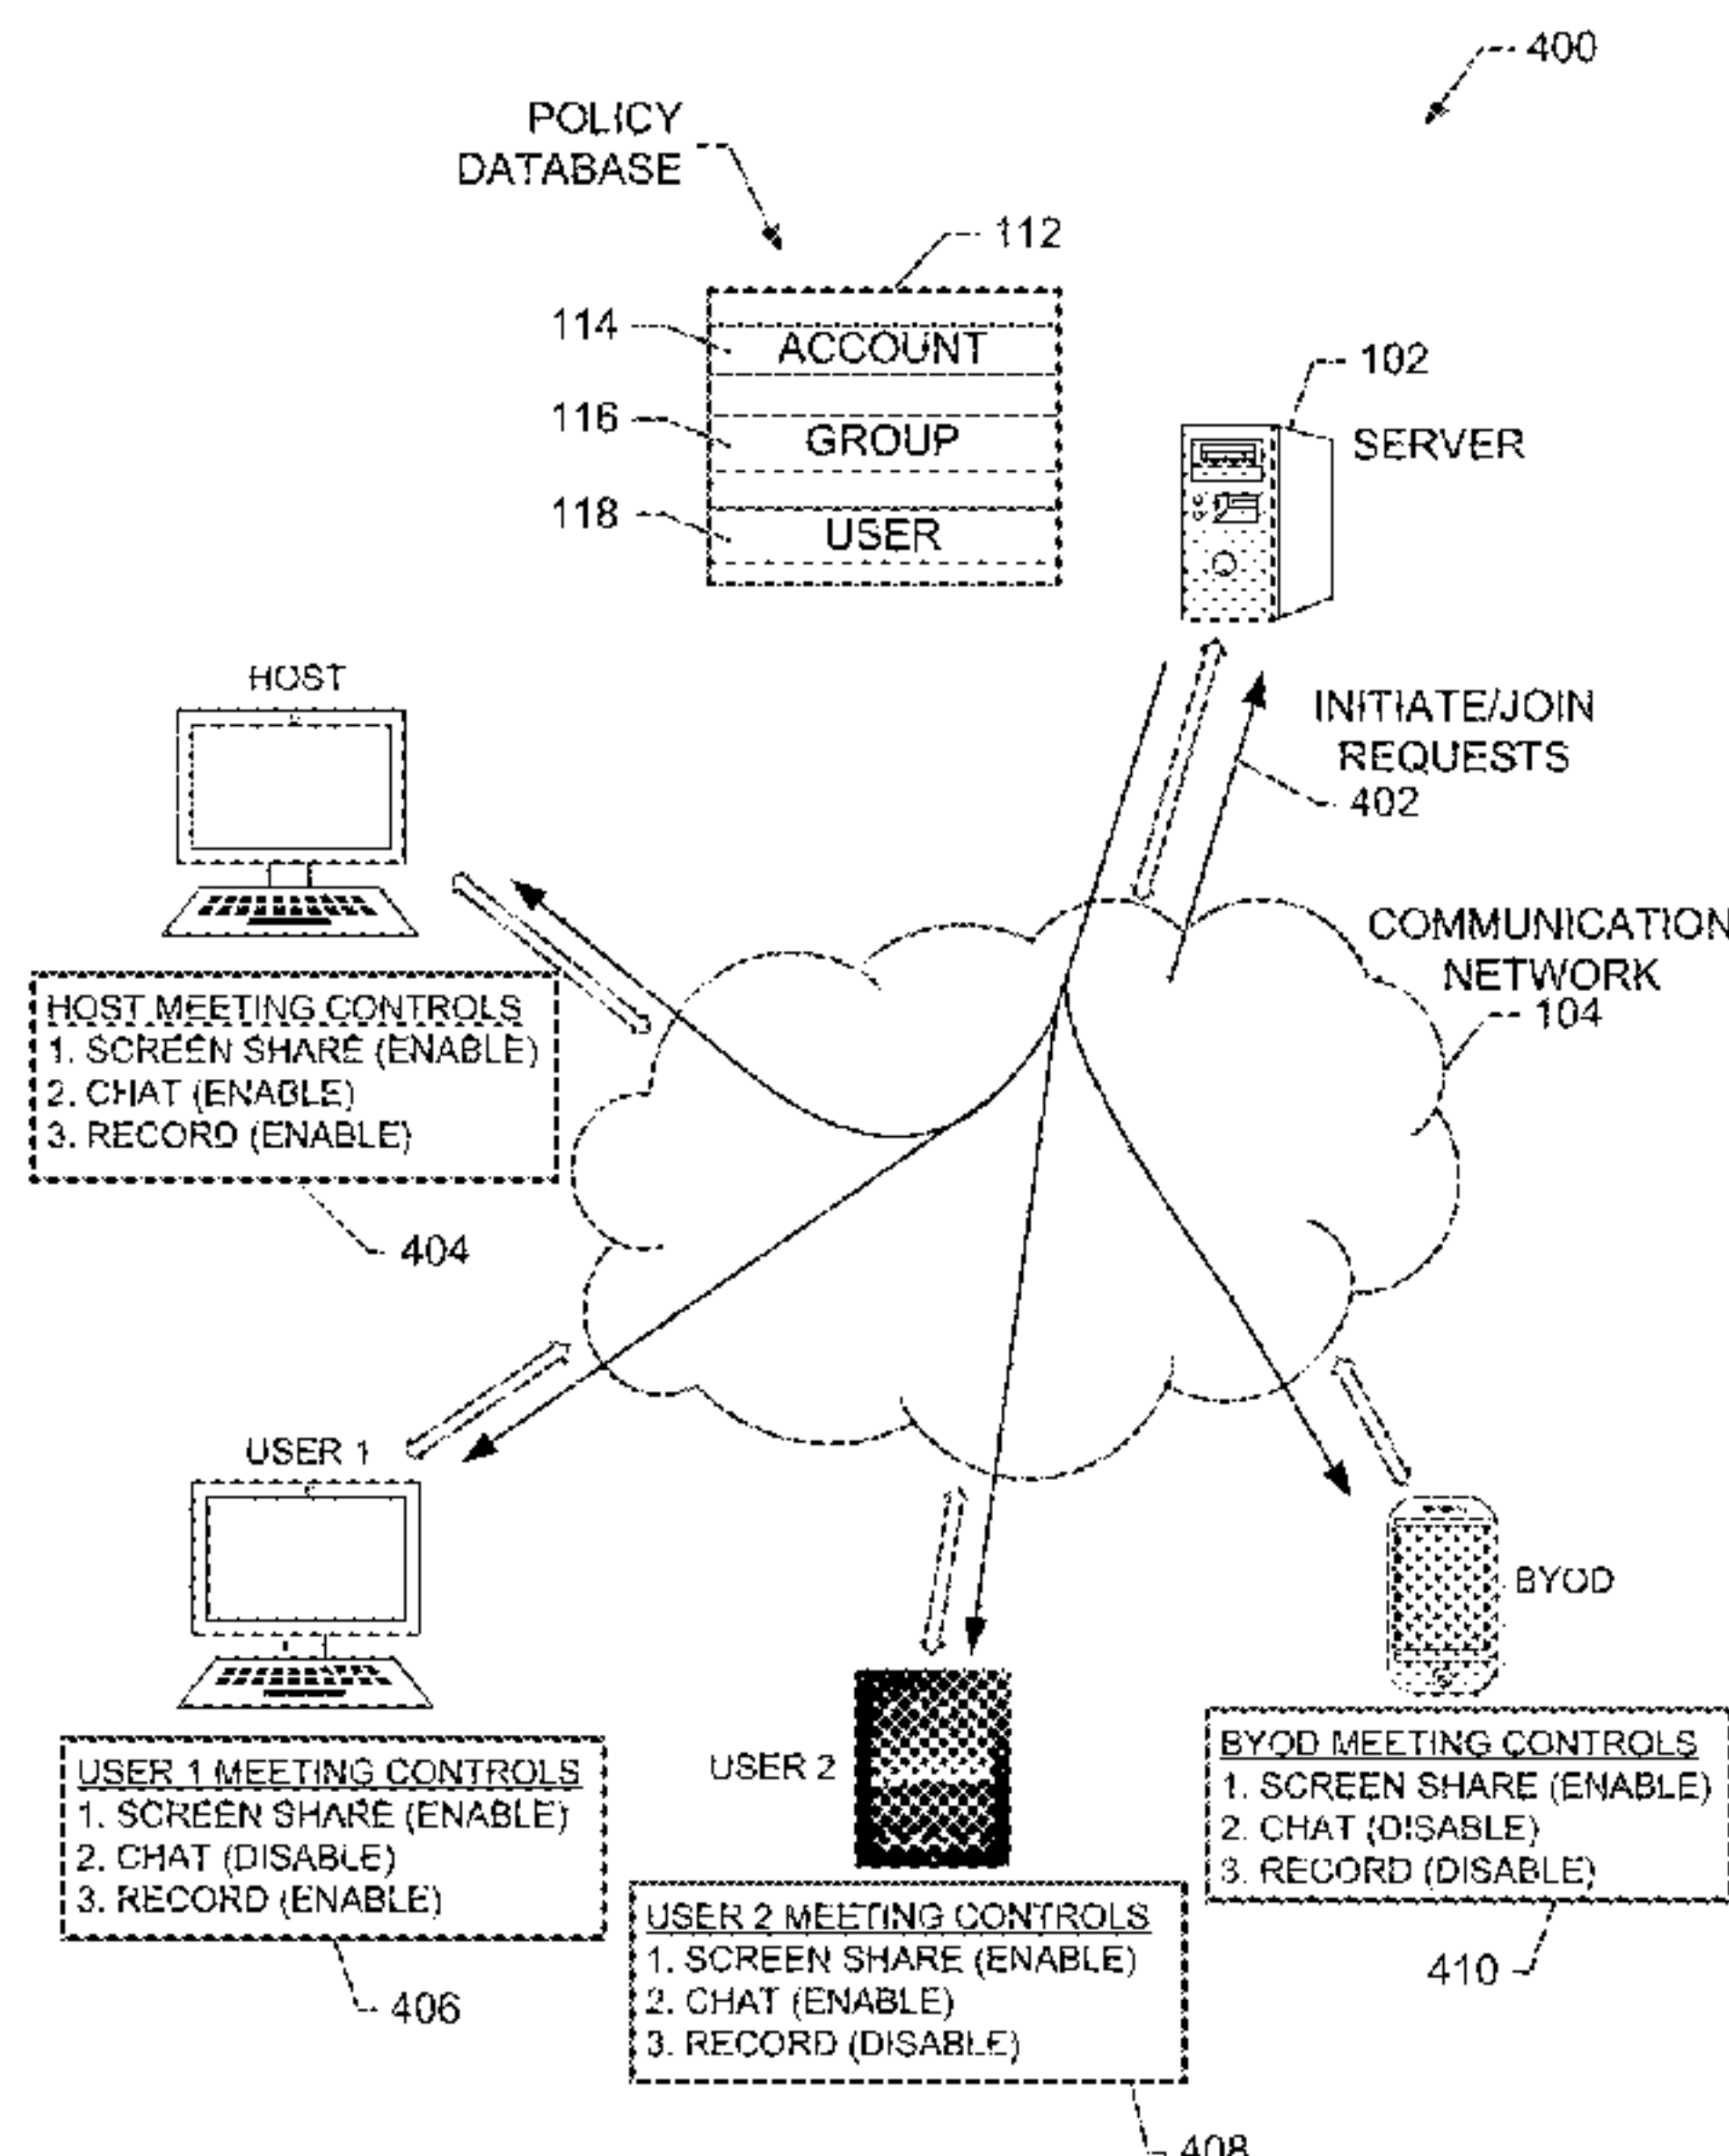 400
POLICY
DATABASE
112
114
ACCOUNT
116
GROUP
118
USER
102
SERVER
HOST
INITIATE/JOIN
REQUESTS
402
COMMUNICATION
NETWORK
104
HOST MEETING CONTROLS
1. SCREEN SHARE (ENABLE)
2. CHAT (ENABLE)
3. RECORD (ENABLE)
404
USER 1
BYOD
USER 1 MEETING CONTROLS
1. SCREEN SHARE (ENABLE)
2. CHAT (DISABLE)
3. RECORD (ENABLE)
406
USER 2
USER 2 MEETING CONTROLS
1. SCREEN SHARE (ENABLE)
2. CHAT (ENABLE)
3. RECORD (DISABLE)
408
BYOD MEETING CONTROLS
1. SCREEN SHARE (ENABLE)
2. CHAT (DISABLE)
3. RECORD (DISABLE)
410